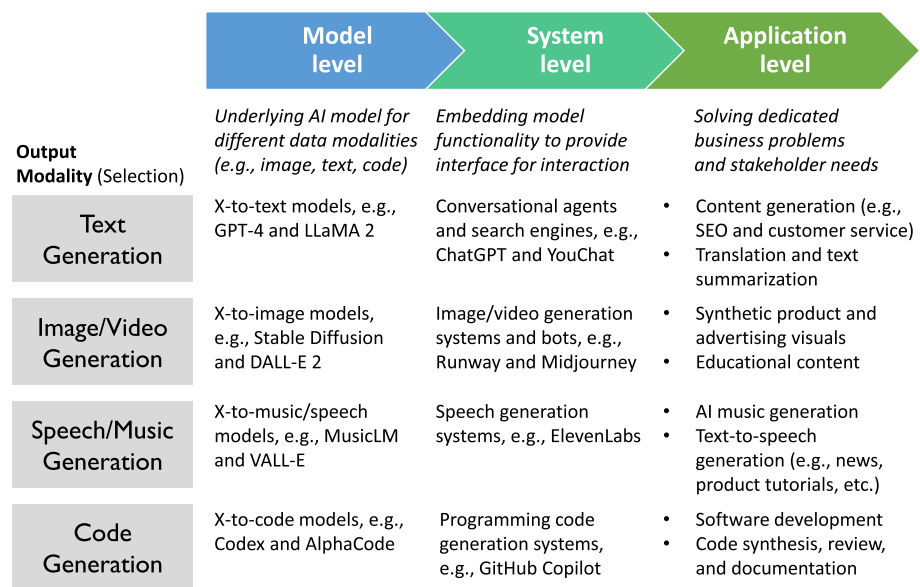 Model
level
System
level
Application
level
Underlying AI model for
different data modalities
(e.g., image, text, code)
Embedding model
functionality to provide
interface for interaction
Solving dedicated
business problems
and stakeholder needs
Output
Modality (Selection)
Text
Generation
X-to-text models, e.g.,
GPT-4 and LLaMA 2
Conversational agents
and search engines, e.g.,
ChatGPT and YouChat
• Content generation (e.g.,
SEO and customer service)
• Translation and text
summarization
Image/Video
Generation
X-to-image models,
e.g., Stable Diffusion
and DALL-E 2
Image/video generation
systems and bots, e.g.,
Runway and Midjourney
• Synthetic product and
advertising visuals
• Educational content
Speech/Music
Generation
X-to-music/speech
models, e.g., MusicLM
and VALL-E
Speech generation
systems, e.g., ElevenLabs
• AI music generation
• Text-to-speech
generation (e.g., news,
product tutorials, etc.)
Code
Generation
X-to-code models, e.g.,
Codex and AlphaCode
Programming code
generation systems,
e.g., GitHub Copilot
• Software development
• Code synthesis, review,
and documentation